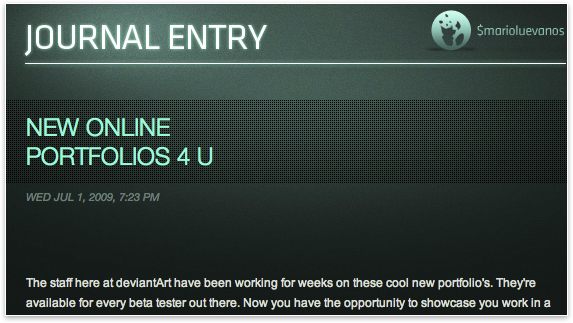 JOURNAL ENTRY
$marioluevanos
NEW ONLINE
PORTFOLIOS 4 U
WED JUL 1, 2009, 7:23 PM
The staff here at deviantArt have been working for weeks on these cool new portfolio's. They're
available for every beta tester out there. Now you have the opportunity to showcase you work in a